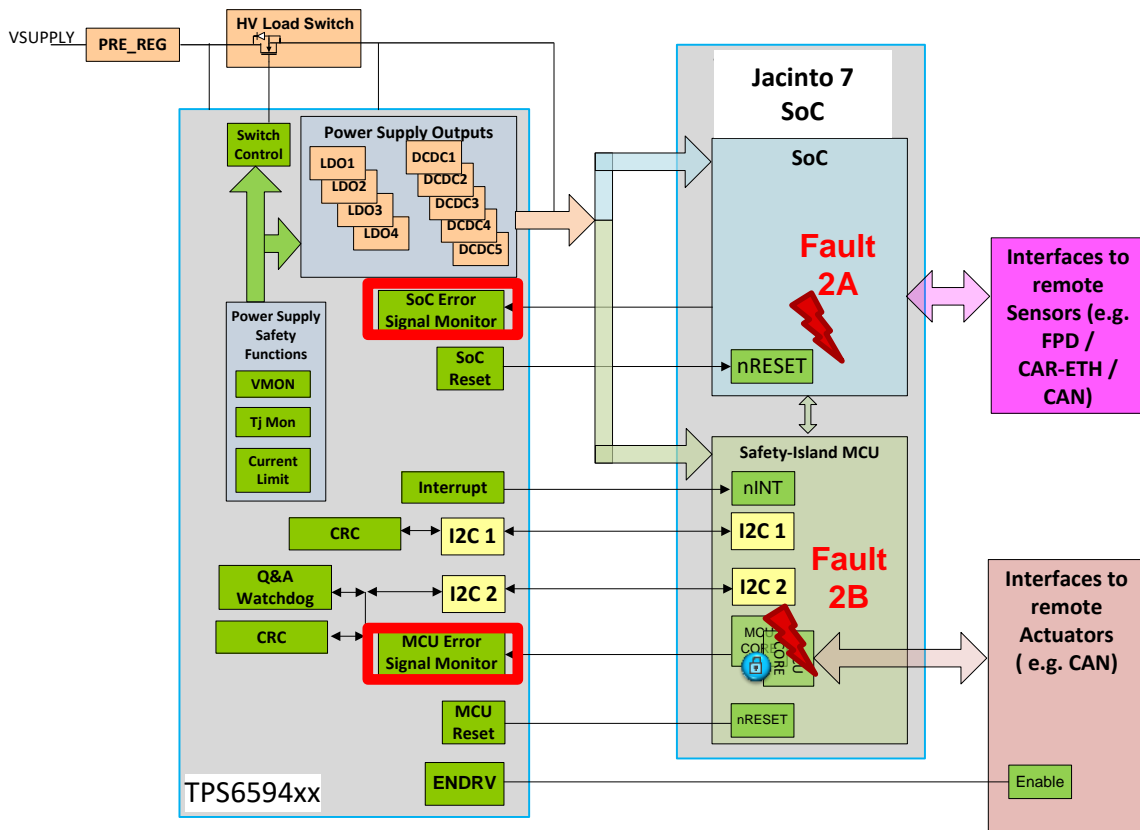 VSUPPLY
PRE_REG
HV Load Switch
Switch
Control
Power Supply Outputs
LDO1
LDO2
LDO3
LDO4
DCDC1
DCDC2
DCDC3
DCDC4
DCDC5
Power Supply
Safety
Functions
VMON
Tj Mon
Current
Limit
SoC Error
Signal Monitor
SoC
Reset
Interrupt
CRC
I2C 1
Q&A
Watchdog
I2C 2
CRC
MCU Error
Signal Monitor
MCU
Reset
ENDRV
TPS6594xx
Jacinto 7
SoC
SoC
Fault
2A
nRESET
Safety-Island MCU
nINT
I2C 1
Fault
2B
I2C 2
CORE
nRESET
Interfaces to
remote
Sensors (e.g.
FPD /
CAR-ETH /
CAN)
Interfaces to
remote
Actuators
( e.g. CAN)
Enable